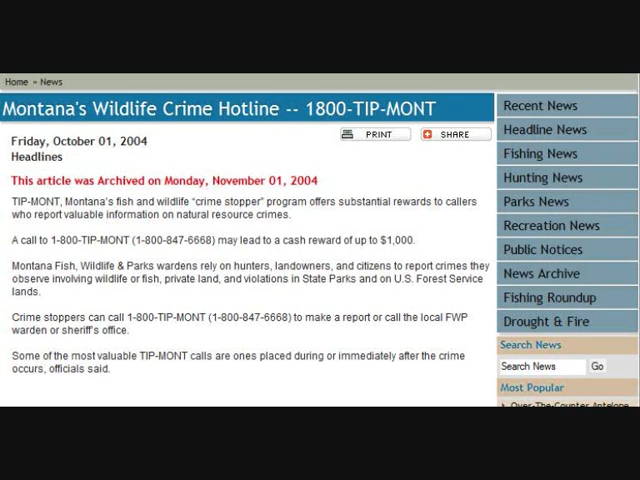 Home » News
Montana's Wildlife Crime Hotline -- 1800-TIP-MONT
PRINT
SHARE
Friday, October 01, 2004
Headlines
This article was Archived on Monday, November 01, 2004
TIP-MONT, Montana's fish and wildlife “crime stopper” program offers substantial rewards to callers
who report valuable information on natural resource crimes.
A call to 1-800-TIP-MONT (1-800-847-6668) may lead to a cash reward of up to $1,000.
Montana Fish, Wildlife & Parks wardens rely on hunters, landowners, and citizens to report crimes they
observe involving wildlife or fish, private land, and violations in State Parks and on U.S. Forest Service
lands.
Crime stoppers can call 1-800-TIP-MONT (1-800-847-6668) to make a report or call the local FWP
warden or sheriff's office.
Some of the most valuable TIP-MONT calls are ones placed during or immediately after the crime
occurs, officials said.
Recent News
Headline News
Fishing News
Hunting News
Parks News
Recreation News
Public Notices
News Archive
Fishing Roundup
Drought & Fire
Search News
Search News Go
Most Popular
Over-The-Counter Antelope